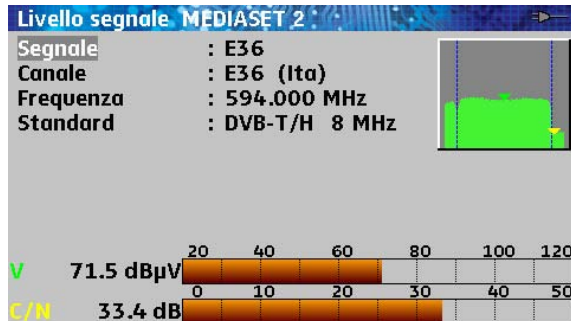 Livello segnale MEDIASET 2
Segnale : E36
Canale : E36 (Ita)
Frequenza : 594.000 MHz
Standard : DVB-T/H 8 MHz
20 40 60 80 100 120
V 71.5 dBµV
0 10 20 30 40 50
C/N 33.4 dB